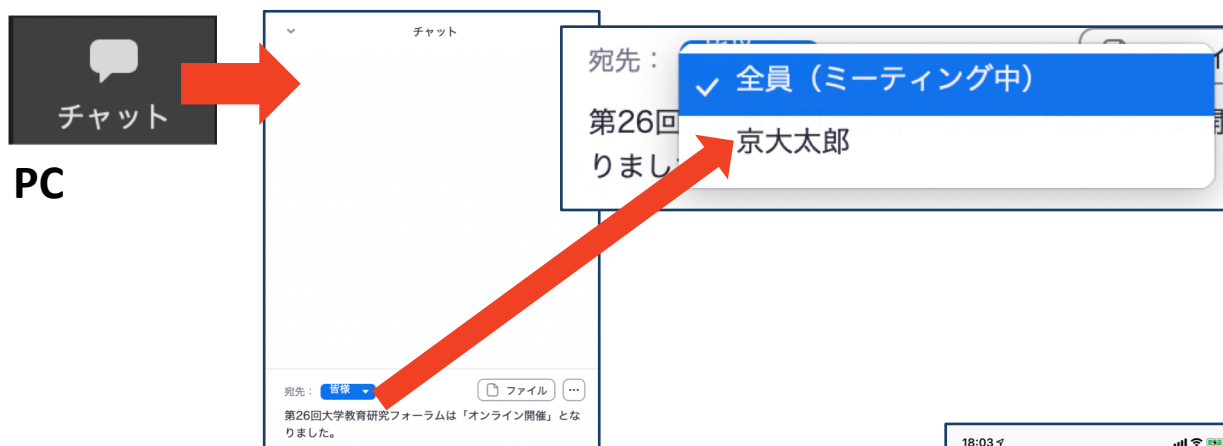 チャット
PC
チャット
宛先：
皆様
ファイル
第26回大学教育研究フォーラムは「オンライン開催」とな
りました。
宛先：
全員（ミーティング中）
京大太郎
第26回
りまし
18:03